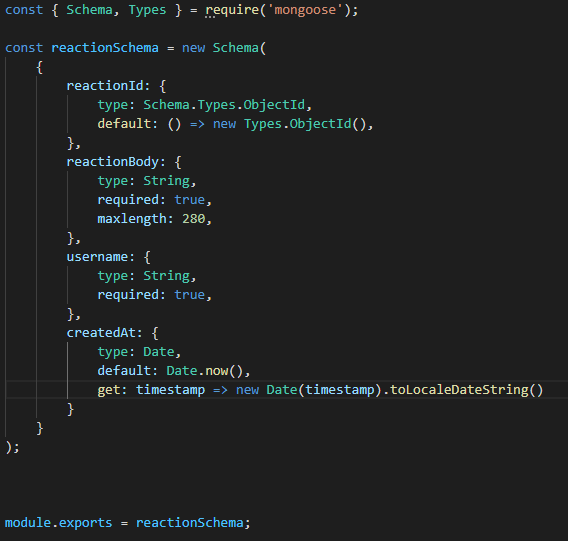 const { Schema, Types } = require('mongoose');
const reactionSchema = new Schema(
{
reactionId: {
type: Schema.Types.ObjectId,
default: () => new Types.ObjectId(),
},
reactionBody: {
type: String,
required: true,
maxlength: 280,
},
username: {
type: String,
required: true,
},
createdAt: {
type: Date,
default: Date.now(),
get: timestamp => new Date(timestamp).toLocaleDateString()
}
}
);
module.exports = reactionSchema;